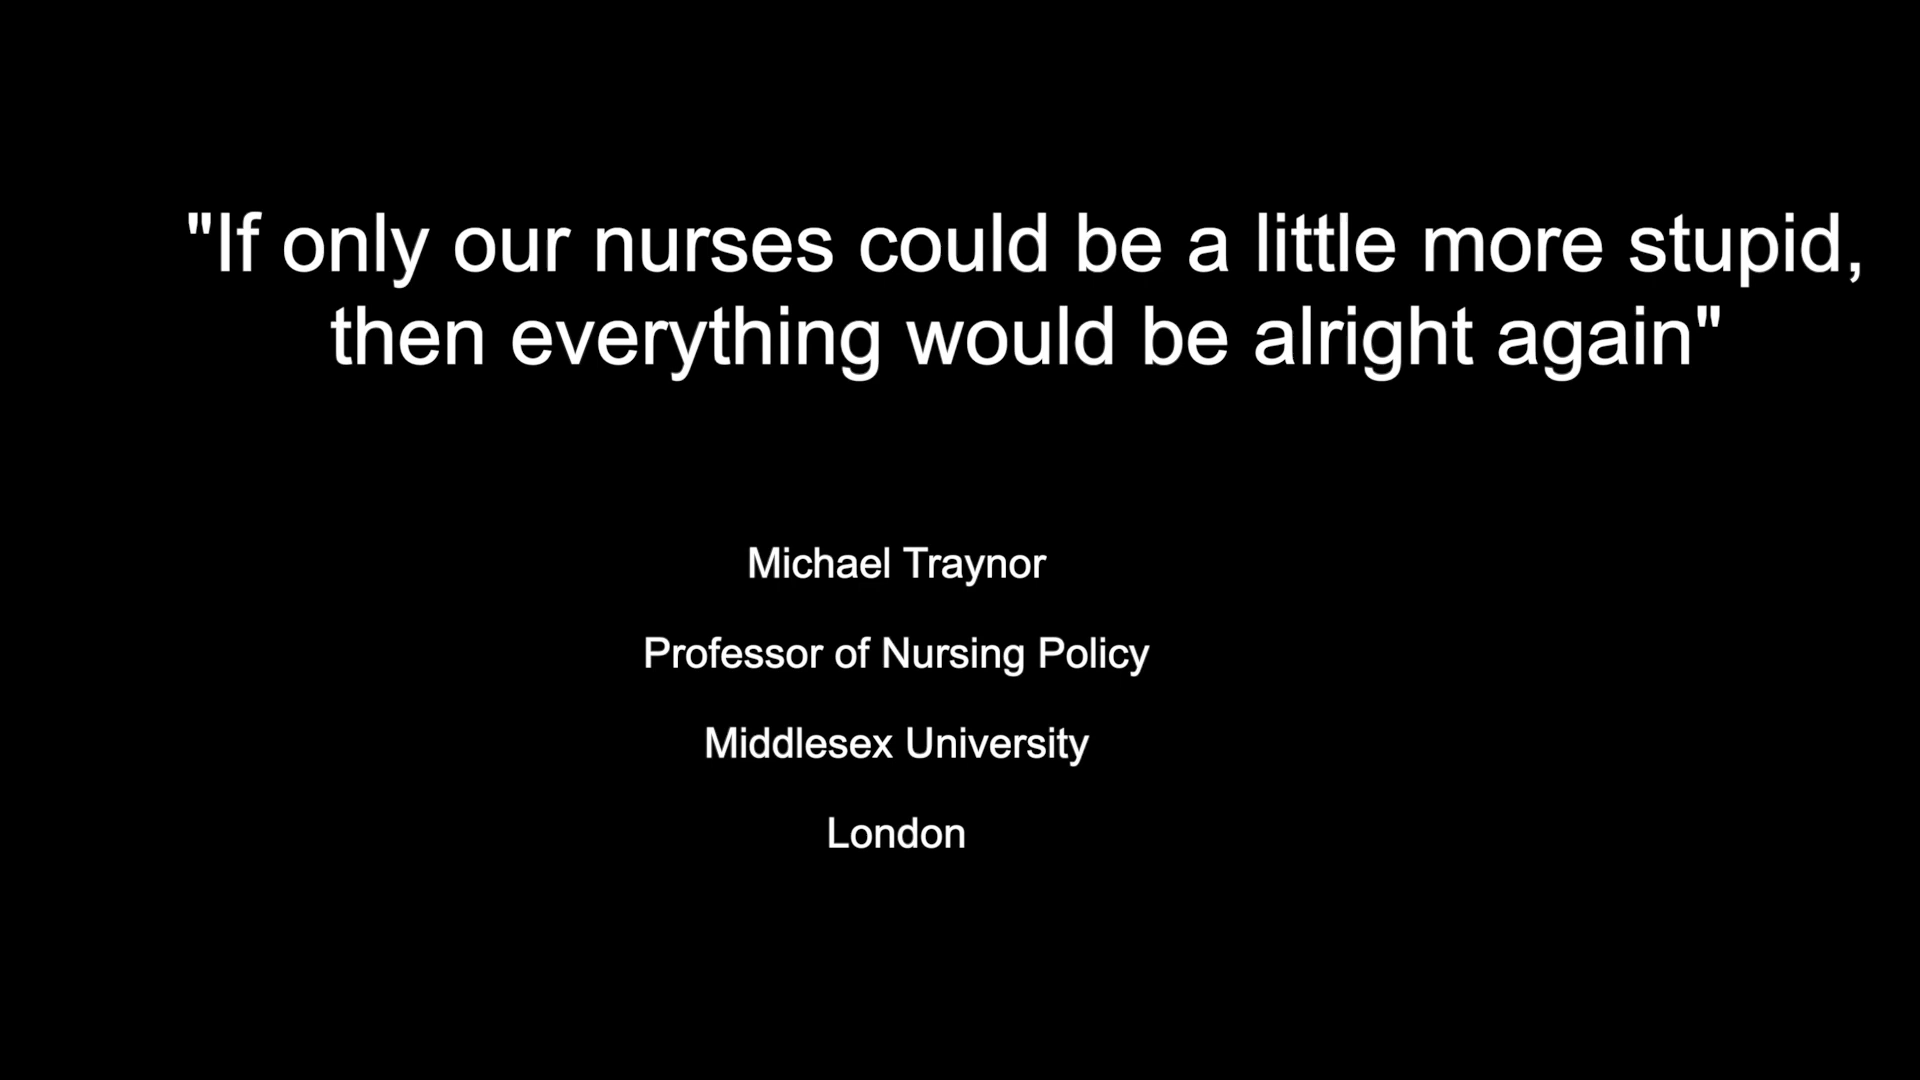 "If only our nurses could be a little more stupid,
then everything would be alright again"
Michael Traynor
Professor of Nursing Policy
Middlesex University
London